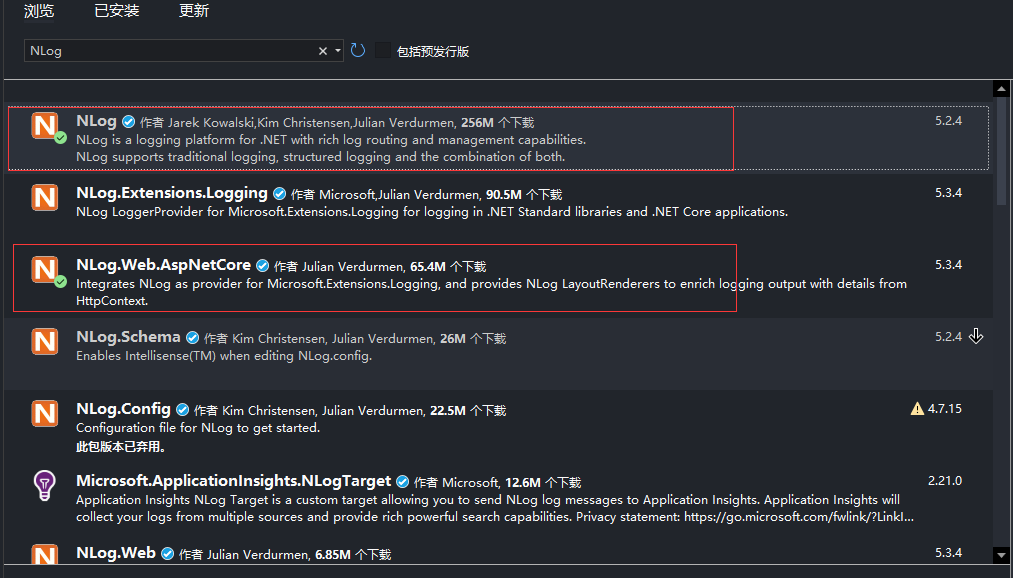 浏览 已安装 更新
NLog
包括预发行版
NLog 作者 Jarek Kowalski,Kim Christensen,Julian Verdurmen, 256M 个下载 5.2.4
NLog is a logging platform for .NET with rich log routing and management capabilities.
NLog supports traditional logging, structured logging and the combination of both.
NLog.Extensions.Logging 作者 Microsoft,Julian Verdurmen, 90.5M 个下载 5.3.4
NLog LoggerProvider for Microsoft.Extensions.Logging for logging in .NET Standard libraries and .NET Core applications.
NLog.Web.AspNetCore 作者 Julian Verdurmen, 65.4M 个下载 5.3.4
Integrates NLog as provider for Microsoft.Extensions.Logging, and provides NLog LayoutRenderers to enrich logging output with details from
HttpContext.
NLog.Schema 作者 Kim Christensen, Julian Verdurmen, 26M 个下载 5.2.4
Enables Intellisense(TM) when editing NLog.config.
NLog.Config 作者 Kim Christensen, Julian Verdurmen, 22.5M 个下载 4.7.15
Configuration file for NLog to get started.
此包版本已弃用。
Microsoft.ApplicationInsights.NLogTarget 作者 Microsoft, 12.6M 个下载 2.21.0
Application Insights NLog Target is a custom target allowing you to send NLog log messages to Application Insights. Application Insights will
collect your logs from multiple sources and provide rich powerful search capabilities. Privacy statement: https://go.microsoft.com/fwlink/?LinkI...
NLog.Web 作者 Julian Verdurmen, 6.85M 个下载 5.3.4